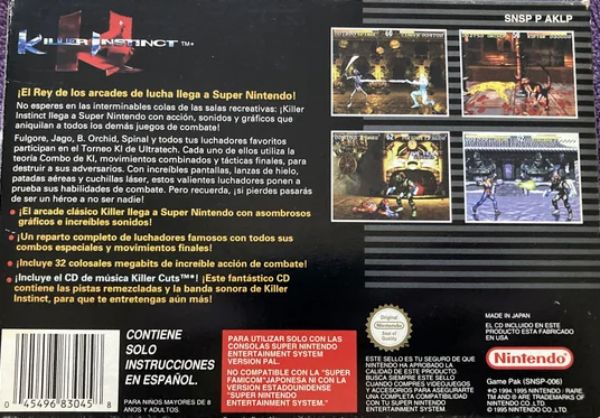 SNSP P AKLP
KILLER INSTINCT TM*
¡El Rey de los arcades de lucha llega a Super Nintendo!
No esperes en las interminables colas de las salas recreativas: ¡Killer
Instinct llega a Super Nintendo con acción, sonidos y gráficos que
aniquilan a todos los demás juegos de combate!
Fulgore, Jago, B. Orchid, Spinal y todos tus luchadores favoritos
participan en el Torneo KI de Ultratech. Cada uno de ellos utiliza la
teoría Combo de KI, movimientos combinados y tácticas finales, para
destruir a sus adversarios. Con increíbles pantallas, lanzas de hielo,
patadas aéreas y cuchillas láser, estos valientes luchadores ponen a
prueba sus habilidades de combate. Pero recuerda, ¡si pierdes pasarás
de ser un héroe a no ser nadie!
• ¡El arcade clásico Killer llega a Super Nintendo con asombrosos
gráficos e increíbles sonidos!
• ¡Un reparto completo de luchadores famosos con todos sus
combos especiales y movimientos finales!
• ¡Incluye 32 colosales megabits de increíble acción de combate!
• ¡Incluye el CD de música Killer Cuts™*! ¡Este fantástico CD
contiene las pistas remezcladas y la banda sonora de Killer
Instinct, para que te entretengas aún más!
0 45496 83045 8
CONTIENE
SOLO
INSTRUCCIONES
EN ESPAÑOL.
PARA NIÑOS MAYORES DE 8
AÑOS Y ADULTOS.
PARA UTILIZAR SOLO CON LAS
CONSOLAS SUPER NINTENDO
ENTERTAINMENT SYSTEM
VERSION PAL.
NO COMPATIBLE CON LA "SUPER
FAMICOM" JAPONESA NI CON LA
VERSION ESTADOUNIDENSE
"SUPER NINTENDO
ENTERTAINMENT SYSTEM."
Original
Nintendo
Seal of
Quality
ESTE SELLO ES TU SEGURO DE QUE
NINTENDO HA APROBADO LA
CALIDAD DE ESTE PRODUCTO.
BUSCA SIEMPRE ESTE SELLO
CUANDO COMPRES VIDEOJUEGOS
Y ACCESORIOS PARA ASEGURARTE
UNA COMPLETA COMPATIBILIDAD
CON TU SUPER NINTENDO
ENTERTAINMENT SYSTEM.
MADE IN JAPAN
EL CD INCLUIDO EN ESTE
PRODUCTO ESTA FABRICADO
EN USA
Nintendo
Game Pak (SNSP-006)
*© 1994 1995 NINTENDO / RARE
TM AND ® ARE TRADEMARKS OF
NINTENDO CO. LTD
© 1995 NINTENDO CO., LTD.